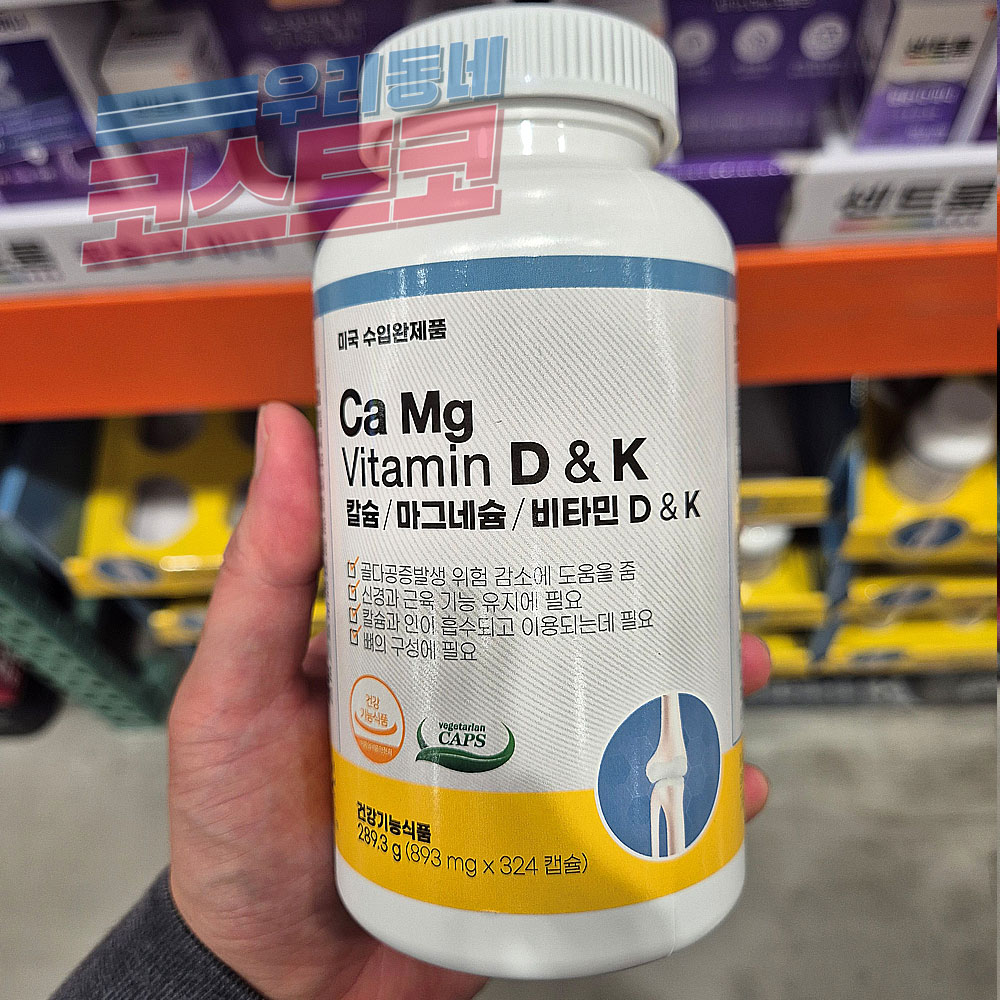 우리동네
코스트코
센트룸
센트룸
미국 수입완제품
Ca Mg
Vitamin D & K
칼슘 / 마그네슘 / 비타민 D & K
골다공증발생 위험 감소에 도움을 줌
신경과 근육 기능 유지에 필요
칼슘과 인이 흡수되고 이용되는데 필요
뼈의 구성에 필요
건강
기능식품
vegetarian
CAPS
건강기능식품
289.3 g (893 mg x 324 캡슐)